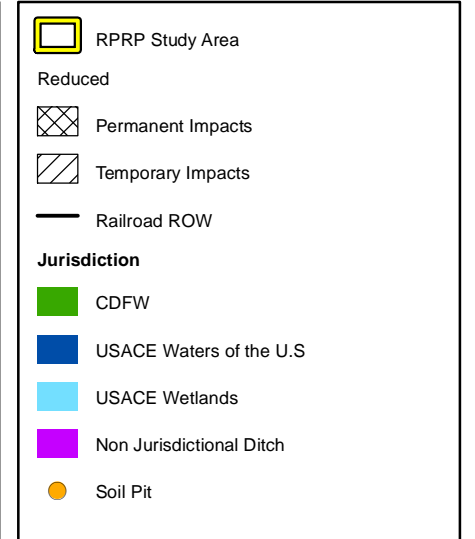 RPRP Study Area
Reduced
Permanent Impacts
Temporary Impacts
Railroad ROW
Jurisdiction
CDFW
USACE Waters of the U.S
USACE Wetlands
Non Jurisdictional Ditch
Soil Pit